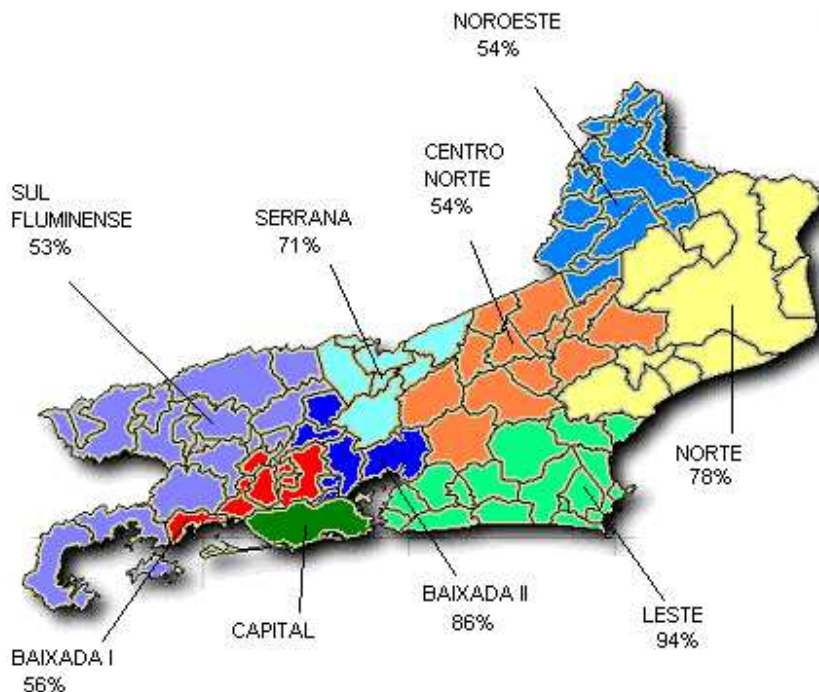 NOROESTE
54%
CENTRO
NORTE
54%
SUL
FLUMINENSE
53%
SERRANA
71%
NORTE
78%
BAIXADA II
86%
LESTE
94%
CAPITAL
BAIXADA I
56%